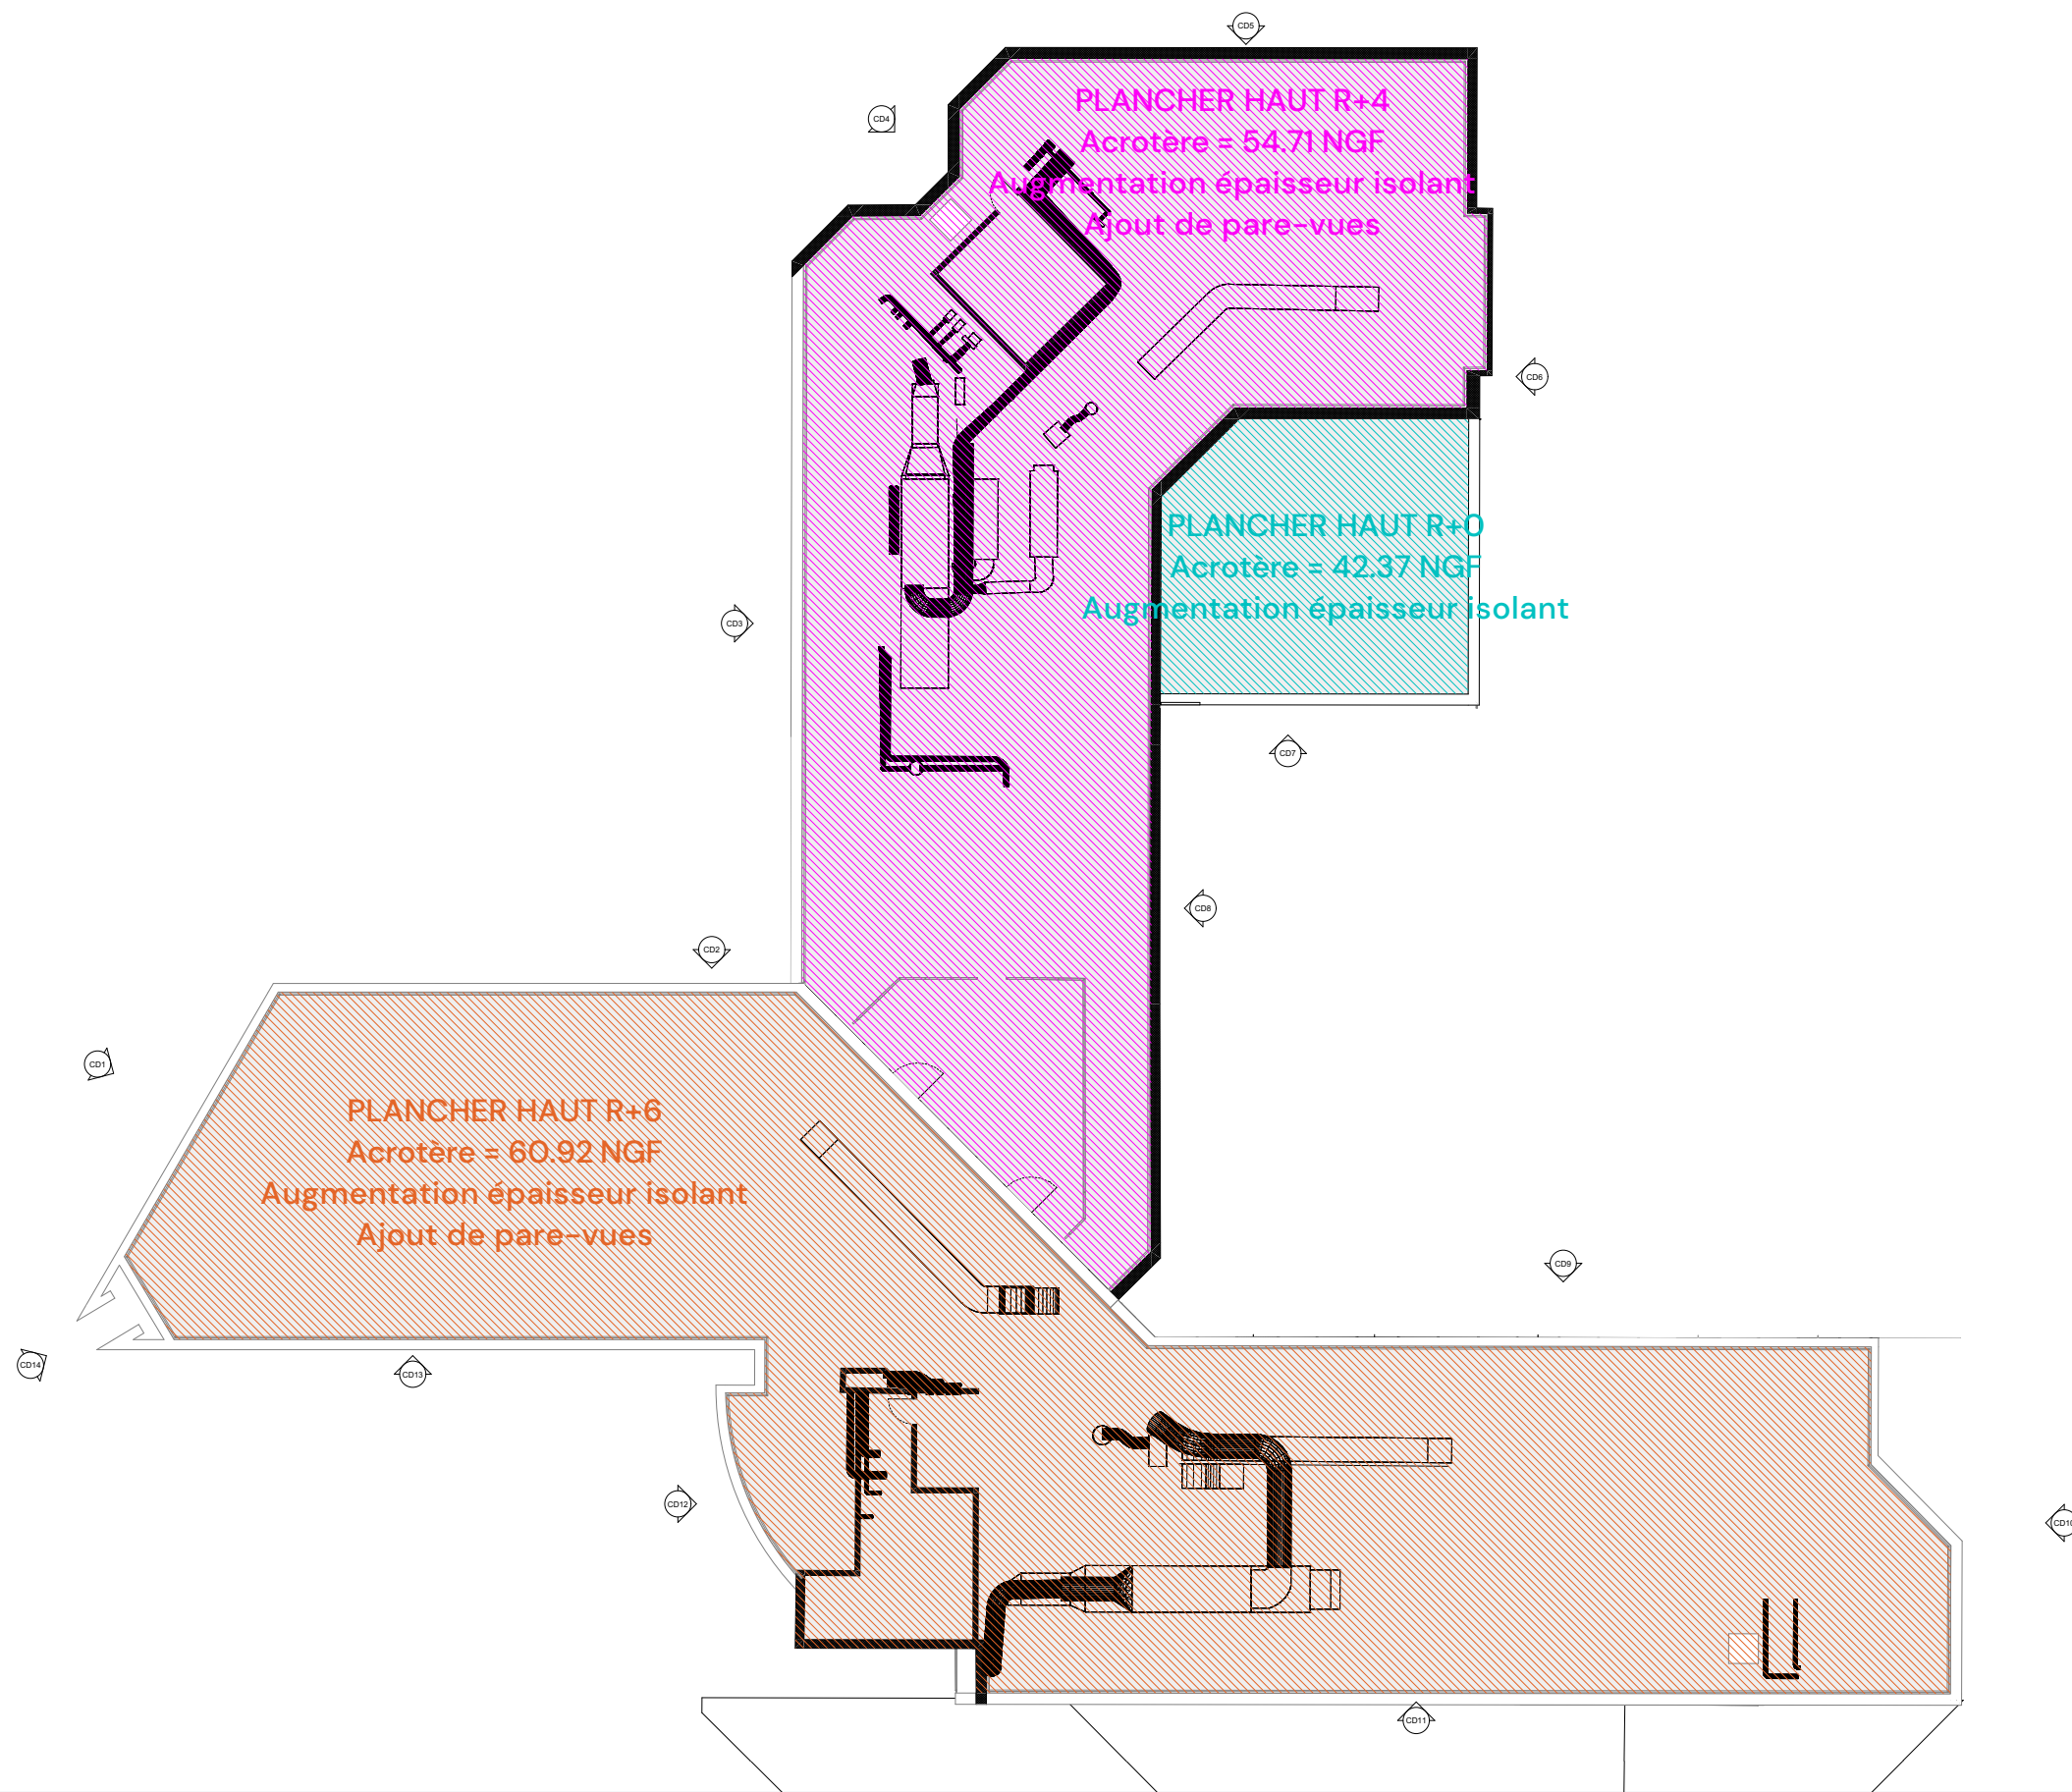 CD5
CD4
PLANCHER HAUT R+4
Acrotère = 54.71 NGF
Augmentation épaisseur isolant
Ajout de pare-vues
CD6
PLANCHER HAUT R+0
Acrotère = 42.37 NGF
Augmentation épaisseur isolant
CD3
CD7
CD8
CD2
CD1
PLANCHER HAUT R+6
Acrotère = 60.92 NGF
Augmentation épaisseur isolant
Ajout de pare-vues
CD9
CD14
CD13
CD12
CD10
CD11